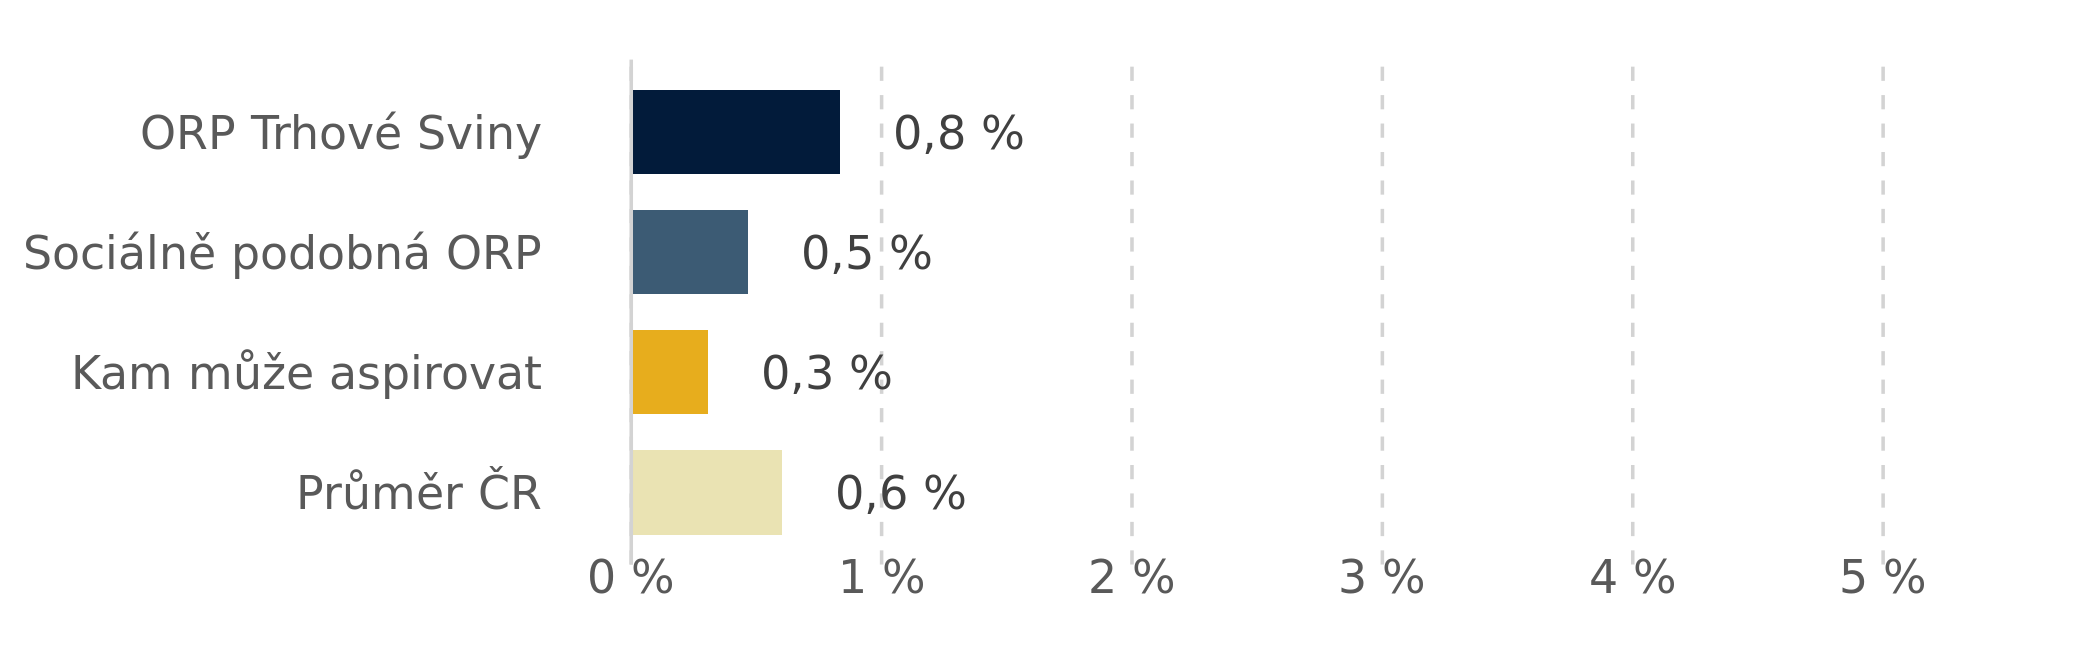 ORP Trhové Sviny 0,8 %
Sociálně podobná ORP 0,5 %
Kam může aspirovat 0,3 %
Průměr ČR 0,6 %
0 % 1 % 2 % 3 % 4 % 5 %